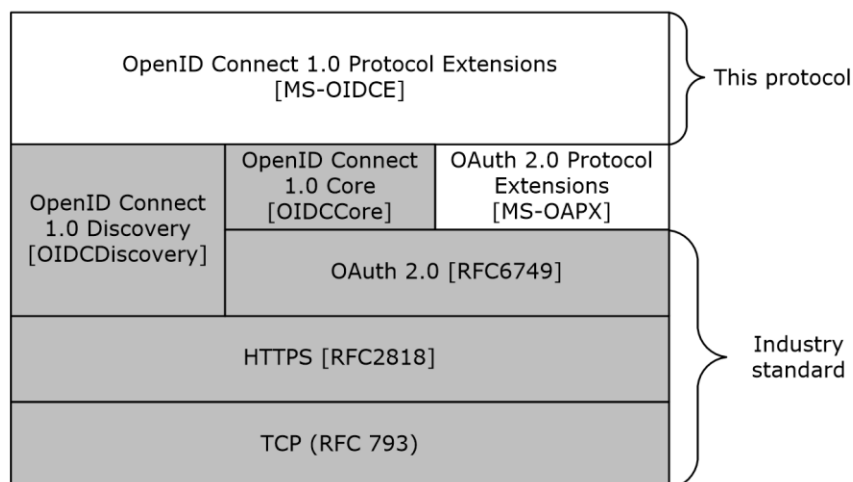 OpenID Connect 1.0 Protocol Extensions
[MS-OIDCE]
This protocol
OpenID Connect
1.0 Discovery
[OIDCDiscovery]
OpenID Connect
1.0 Core
[OIDCCore]
OAuth 2.0 Protocol
Extensions
[MS-OAPX]
OAuth 2.0 [RFC6749]
HTTPS [RFC2818]
Industry
standard
TCP (RFC 793)